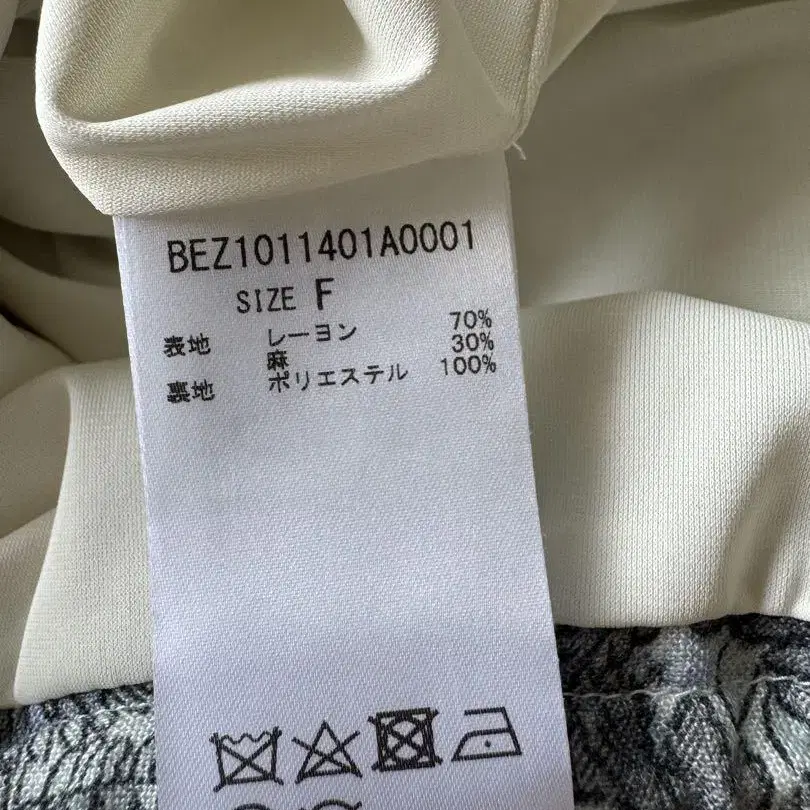 BEZ1011401A0001
SIZE F
表地 レーヨン 70%
麻 30%
裏地 ポリエステル 100%